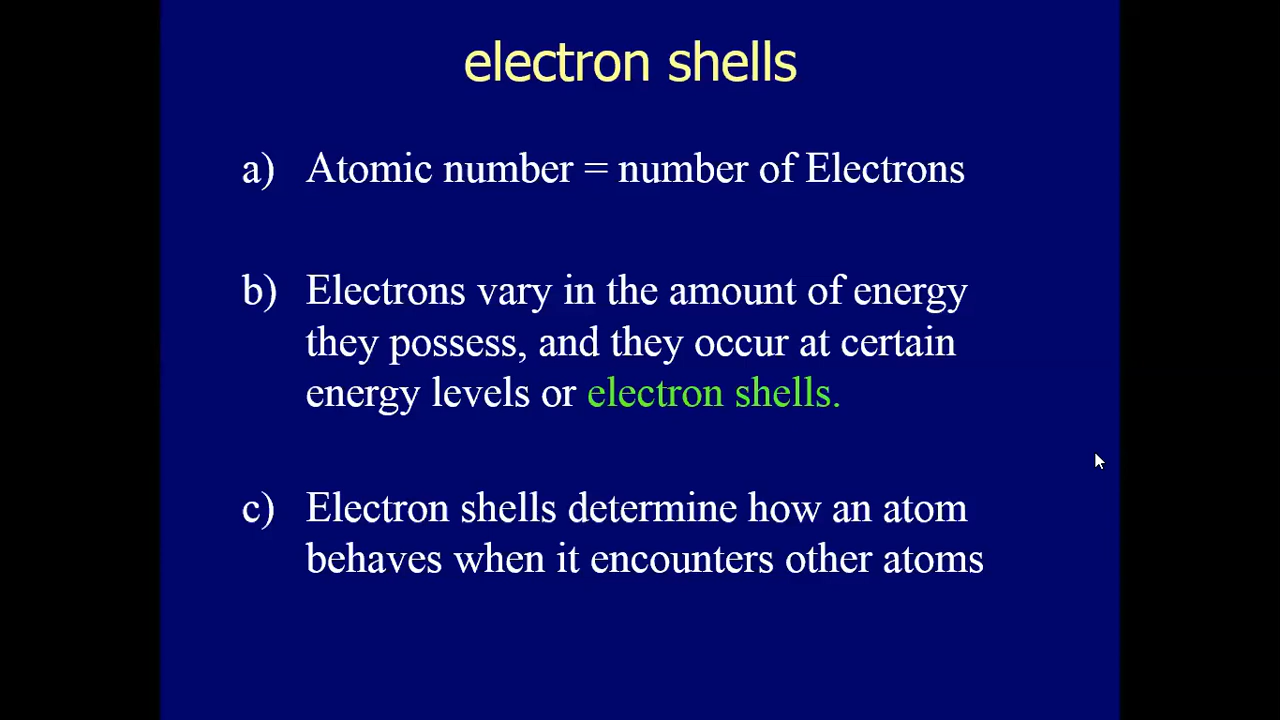 electron shells
a) Atomic number = number of Electrons
b) Electrons vary in the amount of energy
they possess, and they occur at certain
energy levels or electron shells.
c) Electron shells determine how an atom
behaves when it encounters other atoms